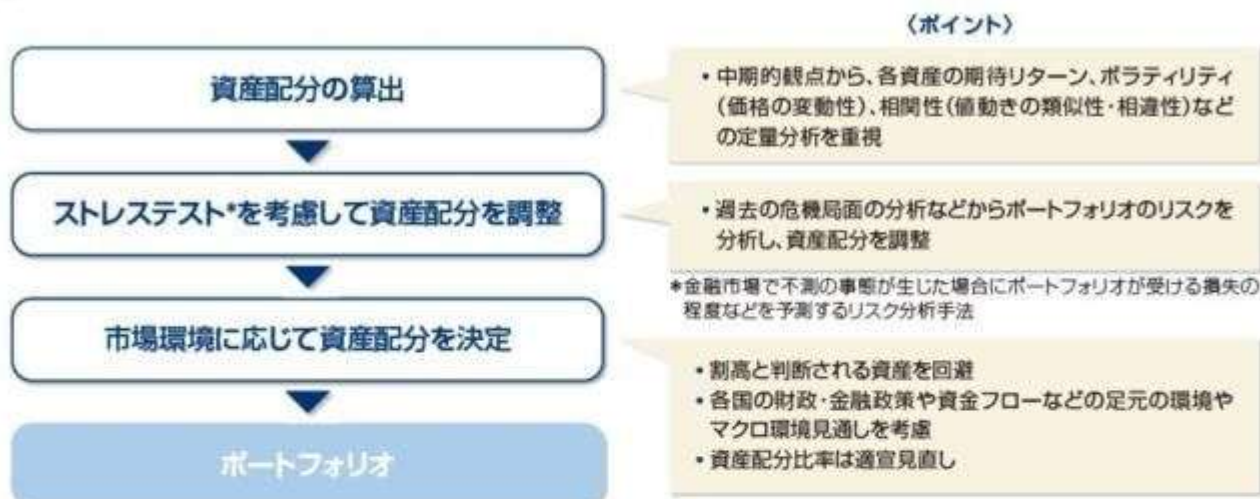 〈ポイント〉
資産配分の算出
・中期的観点から、各資産の期待リターン、ボラティリティ
(価格の変動性)、相関性(値動きの類似性・相違性)など
の定量分析を重視
ストレステスト*を考慮して資産配分を調整
・過去の危機局面の分析などからポートフォリオのリスクを
分析し、資産配分を調整
*金融市場で不測の事態が生じた場合にポートフォリオが受ける損失の
程度などを予測するリスク分析手法
市場環境に応じて資産配分を決定
・割高と判断される資産を回避
・各国の財政・金融政策や資金フローなどの足元の環境や
マクロ環境見通しを考慮
・資産配分比率は適宜見直し
ポートフォリオ